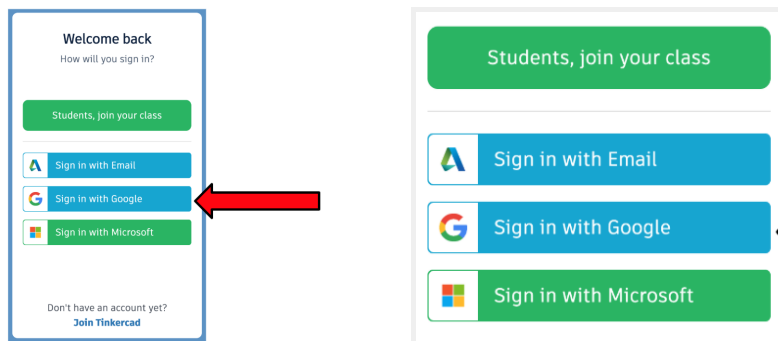 Welcome back
How will you sign in?
Students, join your class
Sign in with Email
Sign in with Google
Sign in with Microsoft
Don't have an account yet?
Join Tinkercad
Students, join your class
Sign in with Email
Sign in with Google
Sign in with Microsoft